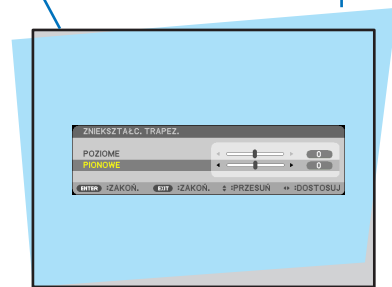 ZNIEKSZTAŁC. TRAPEZ.
POZIOME 0
PIONOWE 0
ENTER :ZAKOŃ. EXIT :ZAKOŃ. :PRZESUŃ :DOSTOSUJ